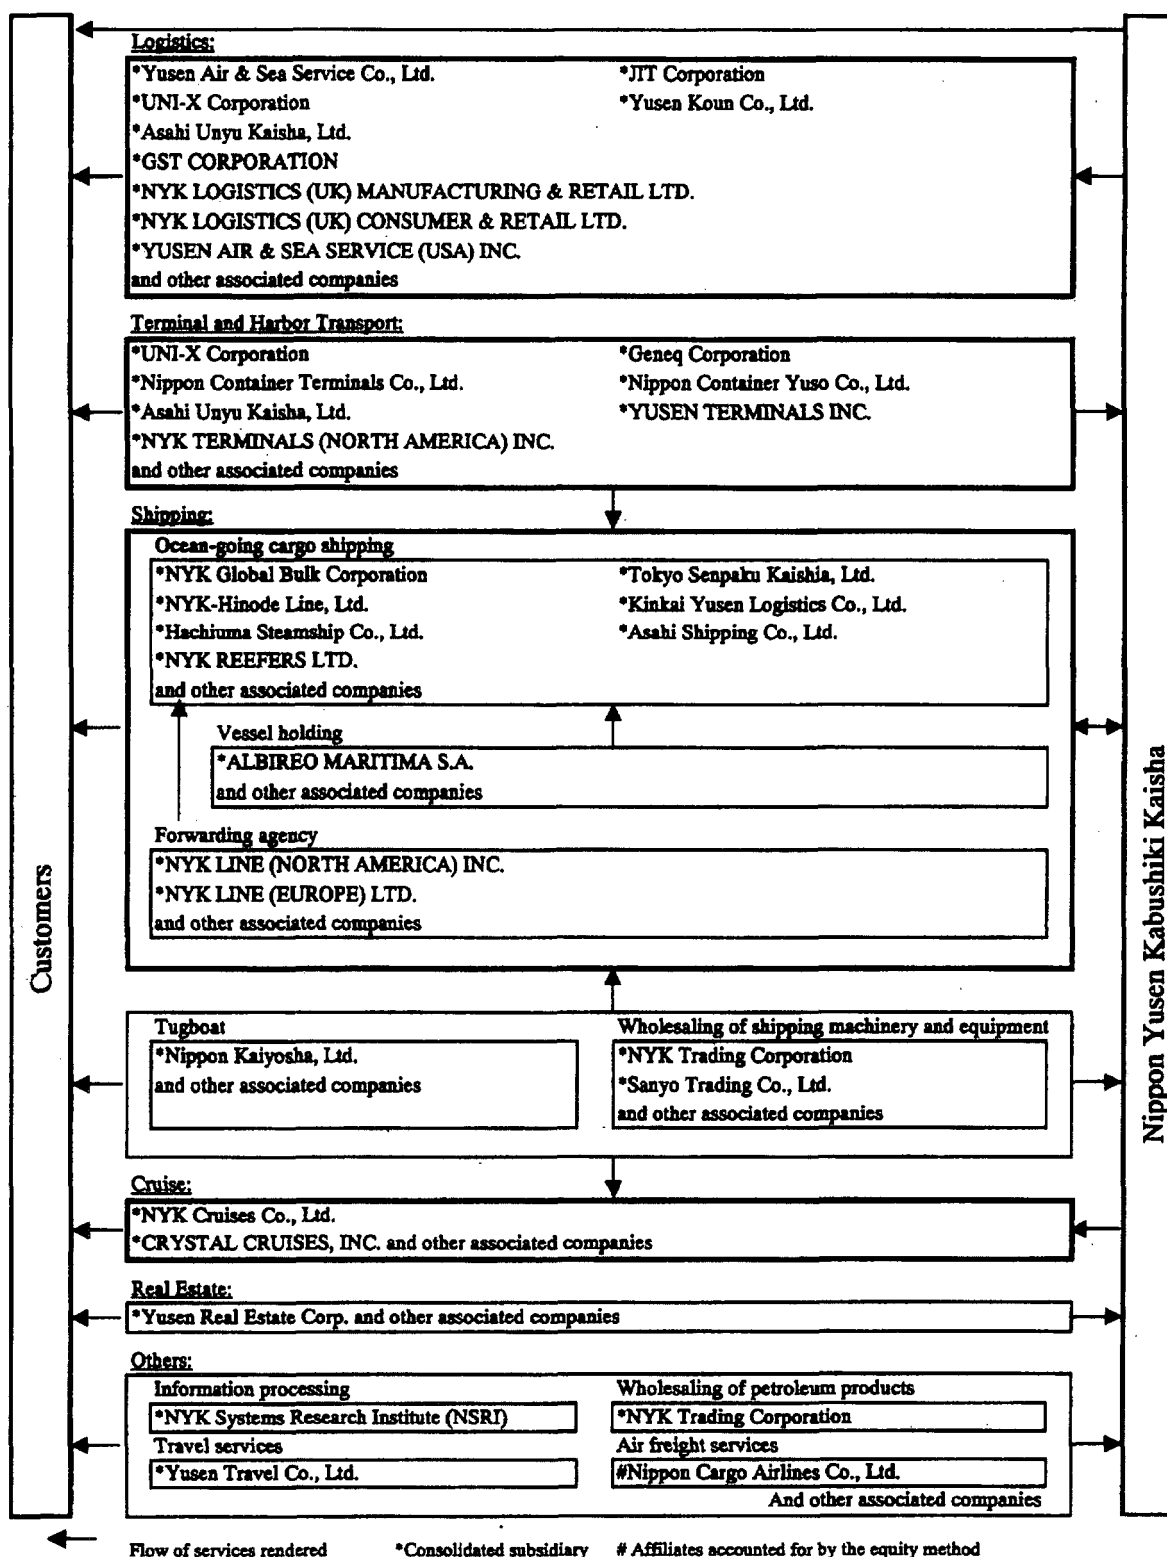 Logistics:
*Yusen Air & Sea Service Co., Ltd. *JIT Corporation
*UNI-X Corporation *Yusen Koun Co., Ltd.
*Asahi Unyu Kaisha, Ltd.
*GST CORPORATION
*NYK LOGISTICS (UK) MANUFACTURING & RETAIL LTD.
*NYK LOGISTICS (UK) CONSUMER & RETAIL LTD.
*YUSEN AIR & SEA SERVICE (USA) INC.
and other associated companies
Terminal and Harbor Transport:
*UNI-X Corporation *Geneq Corporation
*Nippon Container Terminals Co., Ltd. *Nippon Container Yuso Co., Ltd.
*Asahi Unyu Kaisha, Ltd. *YUSEN TERMINALS INC.
*NYK TERMINALS (NORTH AMERICA) INC.
and other associated companies
Shipping:
Ocean-going cargo shipping
*NYK Global Bulk Corporation *Tokyo Senpaku Kaishia, Ltd.
*NYK-Hinode Line, Ltd. *Kinkai Yusen Logistics Co., Ltd.
*Hachiuma Steamship Co., Ltd. *Asahi Shipping Co., Ltd.
*NYK REEFERS LTD.
and other associated companies
Vessel holding
*ALBIREO MARITIMA S.A.
and other associated companies
Forwarding agency
*NYK LINE (NORTH AMERICA) INC.
*NYK LINE (EUROPE) LTD.
and other associated companies
Customers
Nippon Yusen Kabushiki Kaisha
Tugboat Wholesaling of shipping machinery and equipment
*Nippon Kaiyosha, Ltd. *NYK Trading Corporation
and other associated companies *Sanyo Trading Co., Ltd.
and other associated companies
Cruise:
*NYK Cruises Co., Ltd.
*CRYSTAL CRUISES, INC. and other associated companies
Real Estate:
*Yusen Real Estate Corp. and other associated companies
Others:
Information processing Wholesaling of petroleum products
*NYK Systems Research Institute (NSRI) *NYK Trading Corporation
Travel services Air freight services
*Yusen Travel Co., Ltd. #Nippon Cargo Airlines Co., Ltd.
And other associated companies
Flow of services rendered *Consolidated subsidiary # Affiliates accounted for by the equity method